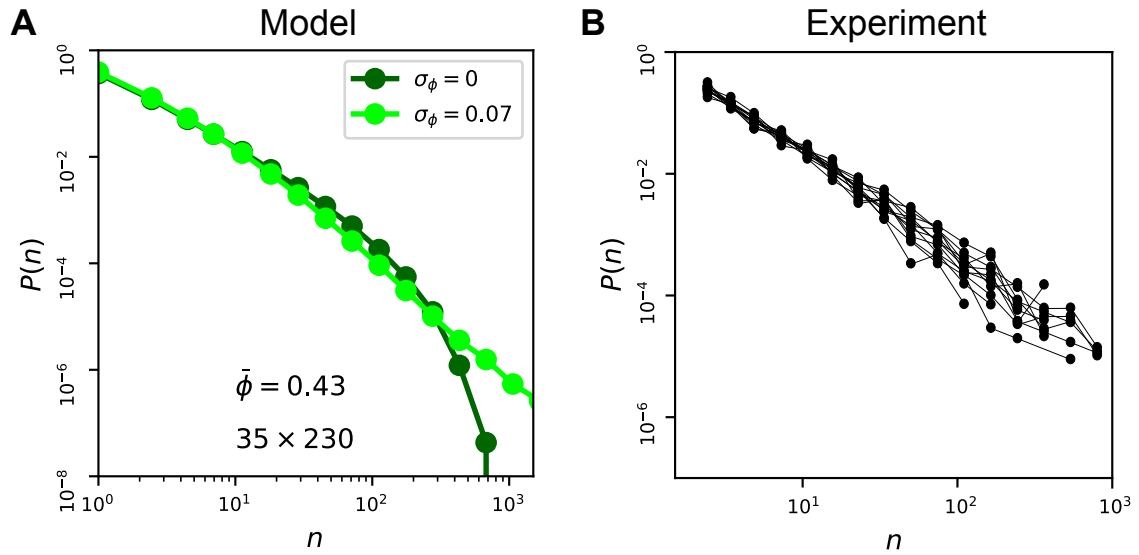 A Model
B Experiment
P(n)
10^0
10^-2
10^-4
10^-6
10^-8
σ_ϕ = 0
σ_ϕ = 0.07
ϕ̄ = 0.43
35 × 230
10^0 10^1 10^2 10^3
n
P(n)
10^0
10^-2
10^-4
10^-6
10^1 10^2 10^3
n